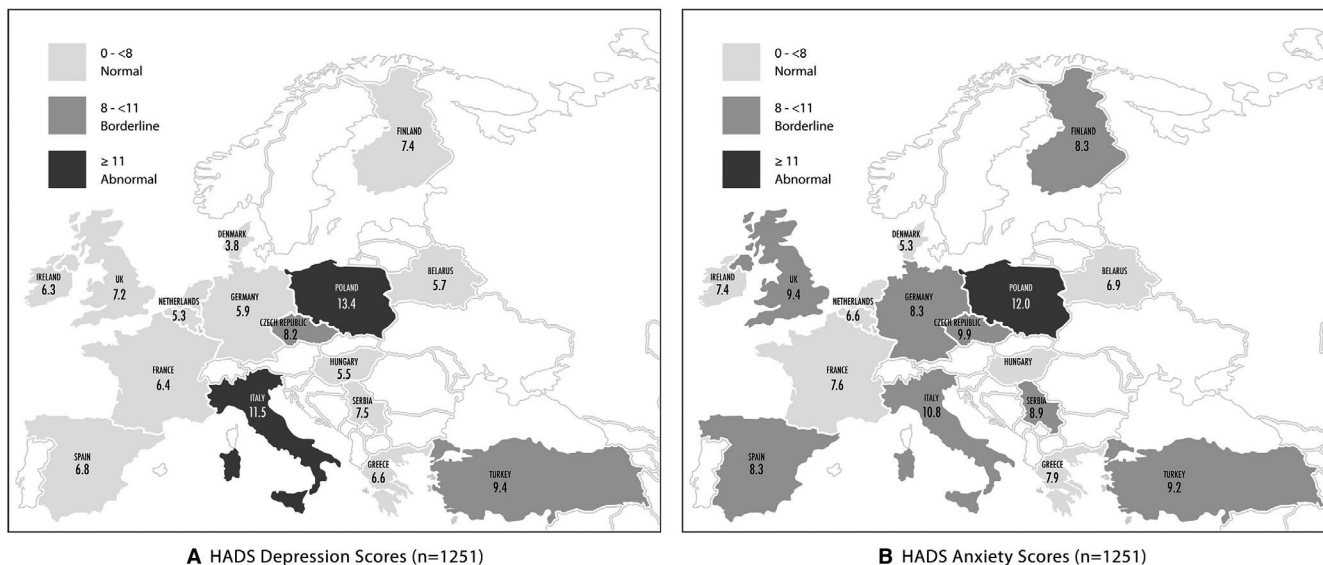 0 - <8
Normal
8 - <11
Borderline
≥ 11
Abnormal
FINLAND
7.4
DENMARK
3.8
IRELAND
6.3
UK
7.2
NETHERLANDS
5.3
GERMANY
5.9
POLAND
13.4
BELARUS
5.7
CZECH REPUBLIC
8.2
HUNGARY
5.5
FRANCE
6.4
ITALY
11.5
SERBIA
7.5
SPAIN
6.8
GREECE
6.6
TURKEY
9.4
A HADS Depression Scores (n=1251)
0 - <8
Normal
8 - <11
Borderline
≥ 11
Abnormal
FINLAND
8.3
DENMARK
5.3
IRELAND
7.4
UK
9.4
NETHERLANDS
6.6
GERMANY
8.3
POLAND
12.0
BELARUS
6.9
CZECH REPUBLIC
9.9
HUNGARY
FRANCE
7.6
ITALY
10.8
SERBIA
8.9
SPAIN
8.3
GREECE
7.9
TURKEY
9.2
B HADS Anxiety Scores (n=1251)